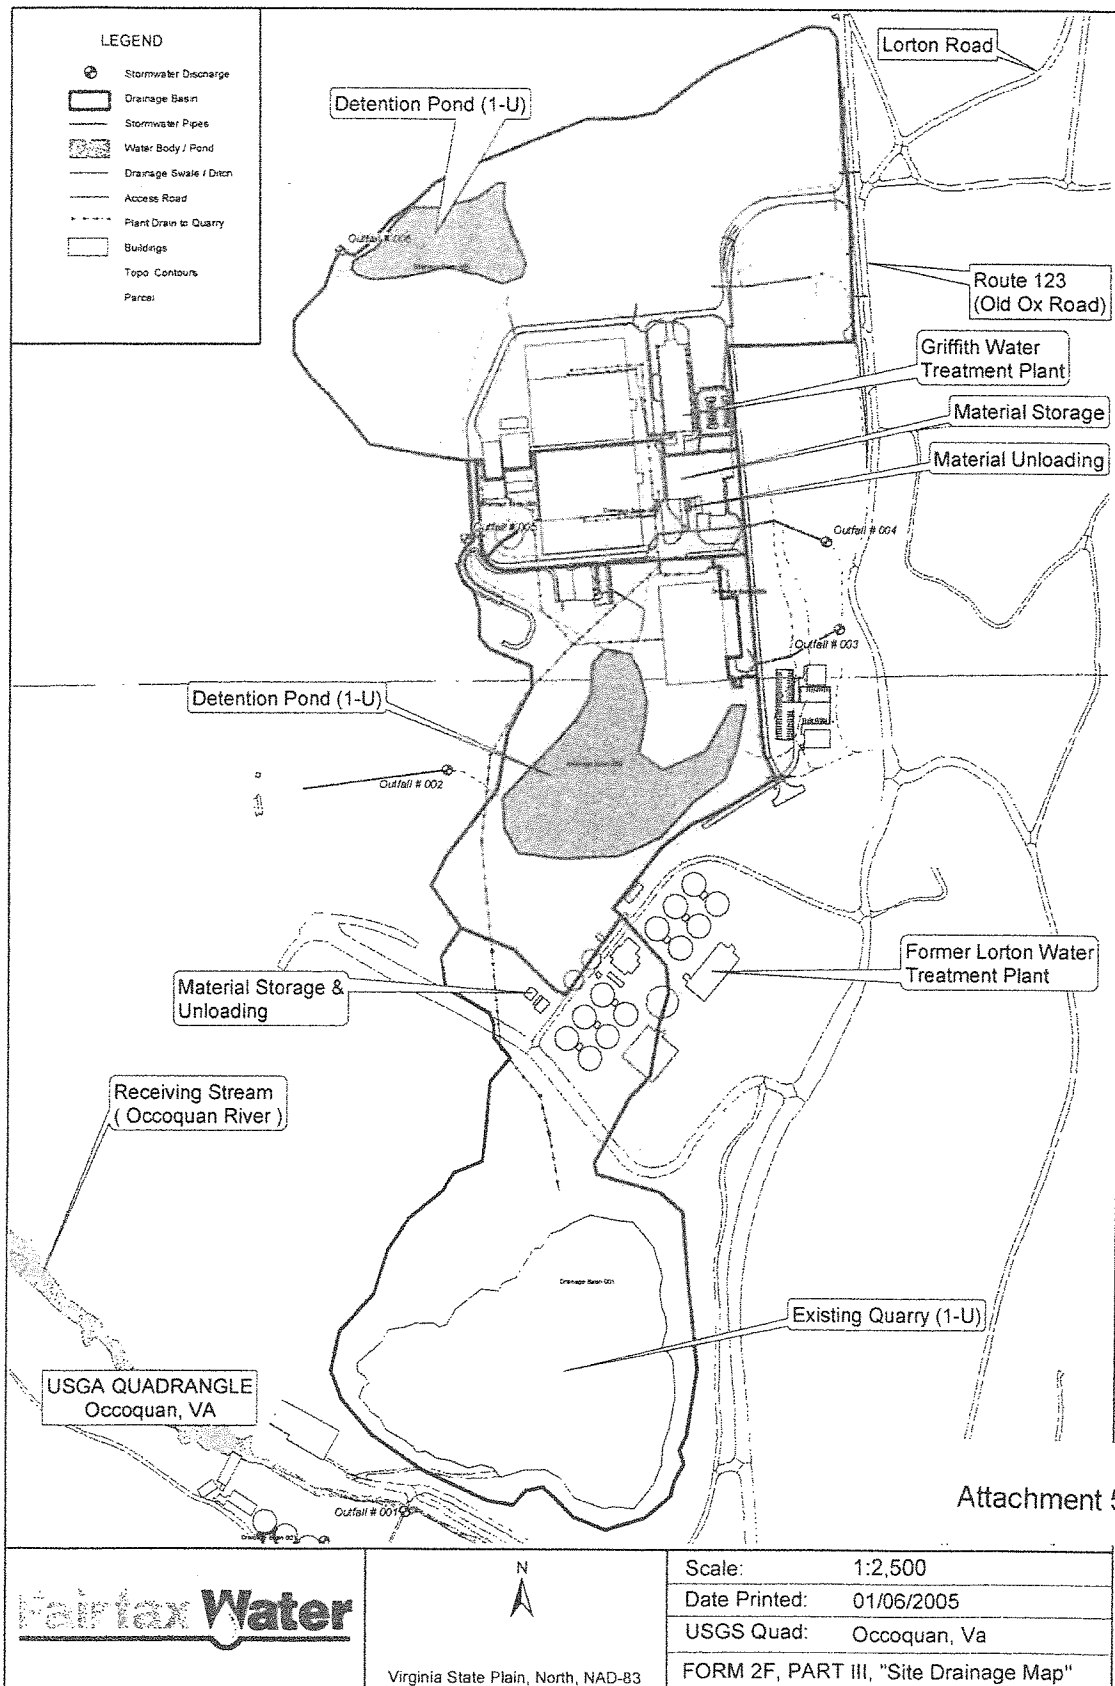 LEGEND
Stormwater Discharge
Drainage Basin
Stormwater Pipes
Water Body / Pond
Drainage Swale / Ditch
Access Road
Plant Drain to Quarry
Buildings
Topo Contours
Parcel
Lorton Road
Detention Pond (1-U)
Outfall # 006
Route 123
(Old Ox Road)
Griffith Water
Treatment Plant
Material Storage
Material Unloading
Outfall # 005
Outfall # 004
Outfall # 003
Detention Pond (1-U)
Outfall # 002
Former Lorton Water
Treatment Plant
Material Storage &
Unloading
Receiving Stream
( Occoquan River )
Drainage Basin 001
Existing Quarry (1-U)
USGA QUADRANGLE
Occoquan, VA
Outfall # 001
Attachment 5
Fairfax Water
N
Virginia State Plain, North, NAD-83
Scale: 1:2,500
Date Printed: 01/06/2005
USGS Quad: Occoquan, Va
FORM 2F, PART III, "Site Drainage Map"